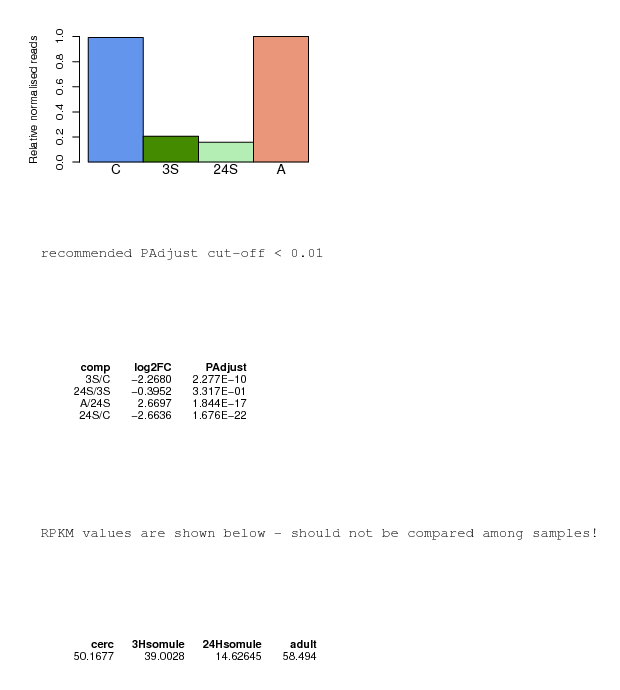 Relative normalised reads
1.0
0.8
0.6
0.4
0.2
0.0
C 3S 24S A
recommended PAdjust cut-off < 0.01
comp log2FC PAdjust
3S/C −2.2680 2.277E−10
24S/3S −0.3952 3.317E−01
A/24S 2.6697 1.844E−17
24S/C −2.6636 1.676E−22
RPKM values are shown below - should not be compared among samples!
cerc 3Hsomule 24Hsomule adult
50.1677 39.0028 14.62645 58.494